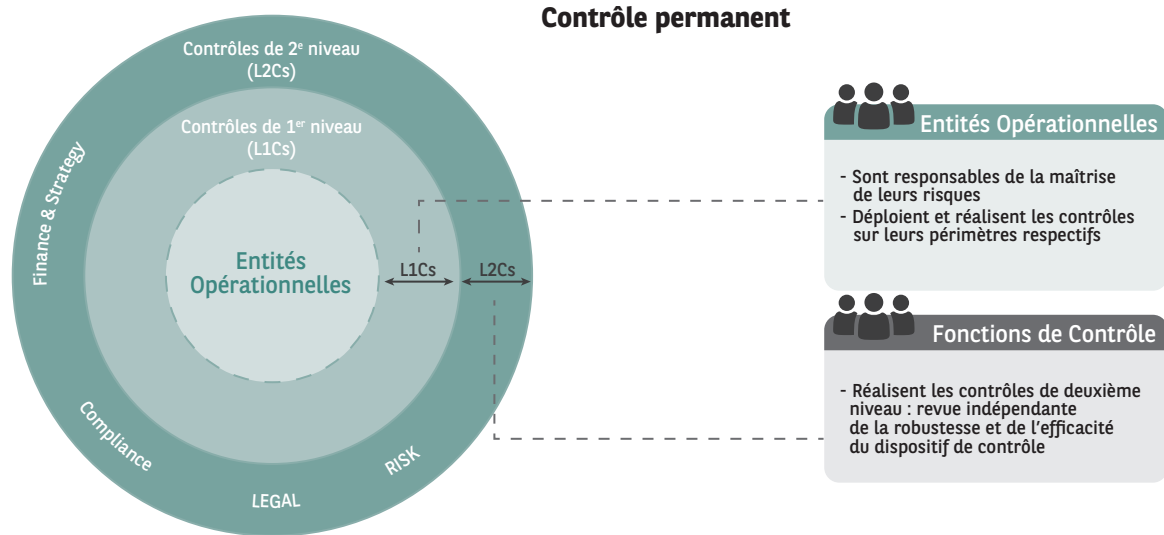 Contrôle permanent
Contrôles de 2e niveau
(L2Cs)
Contrôles de 1er niveau
(L1Cs)
Entités
Opérationnelles
L1Cs
L2Cs
Finance & Strategy
Compliance
LEGAL
RISK
Entités Opérationnelles
- Sont responsables de la maîtrise
de leurs risques
- Déploient et réalisent les contrôles
sur leurs périmètres respectifs
Fonctions de Contrôle
- Réalisent les contrôles de deuxième
niveau : revue indépendante
de la robustesse et de l'efficacité
du dispositif de contrôle